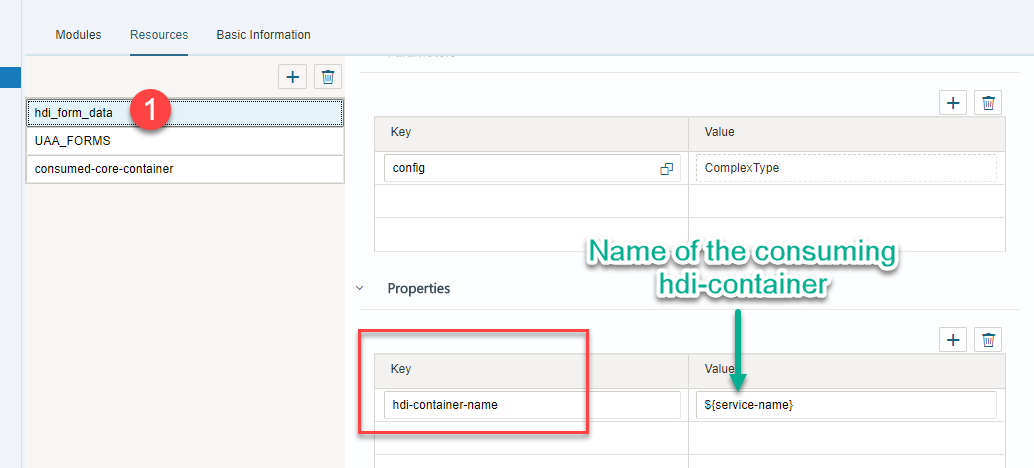 Modules Resources Basic Information
Parameters
hdi_form_data
1
UAA_FORMS
consumed-core-container
Key Value
config ComplexType
Name of the consuming
hdi-container
Properties
Key Value
hdi-container-name ${service-name}